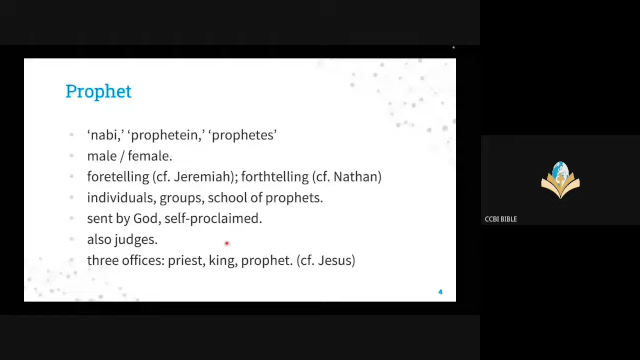 Prophet
‘nabi,’ ‘prophetein,’ ‘prophetes’
male / female.
foretelling (cf. Jeremiah); forthtelling (cf. Nathan)
individuals, groups, school of prophets.
sent by God, self-proclaimed.
also judges.
three offices: priest, king, prophet. (cf. Jesus)
4
CCBI BIBLE